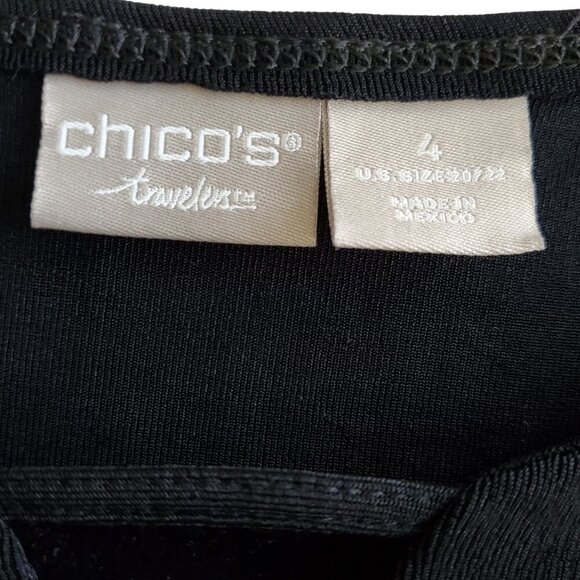 chico's®
travelers™
4
U.S. SIZE 20/22
MADE IN
MEXICO